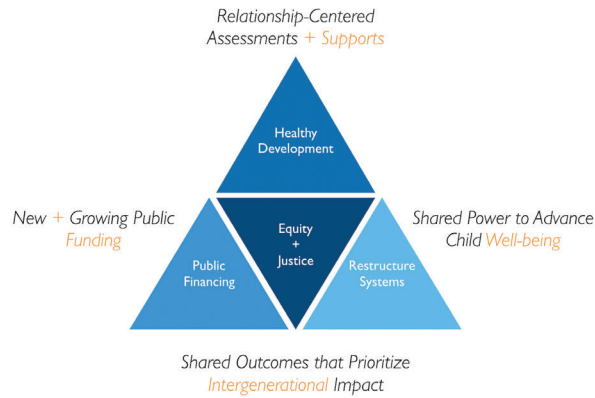 Relationship-Centered
Assessments + Supports
Healthy
Development
New + Growing Public
Funding
Equity
+
Justice
Shared Power to Advance
Child Well-being
Public
Financing
Restructure
Systems
Shared Outcomes that Prioritize
Intergenerational Impact